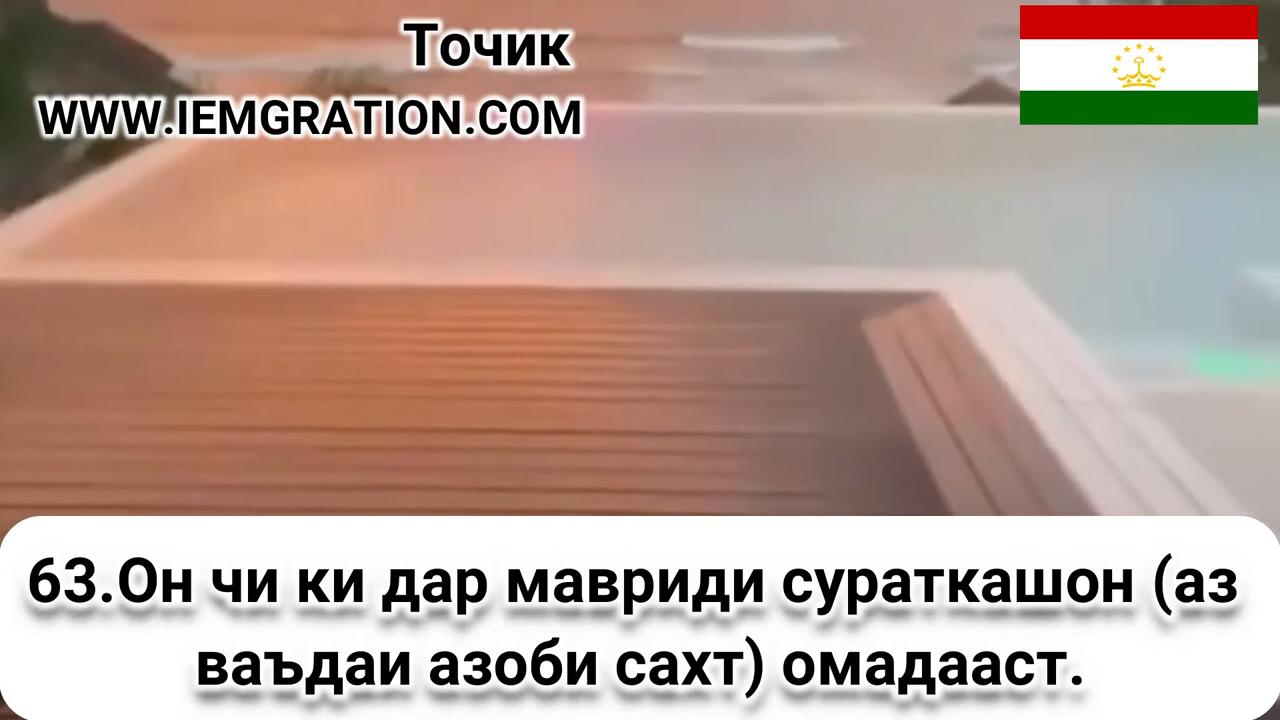 Точик
WWW.IEMGRATION.COM
63.Он чи ки дар мавриди сураткашон (аз
ваъдаи азоби сахт) омадааст.